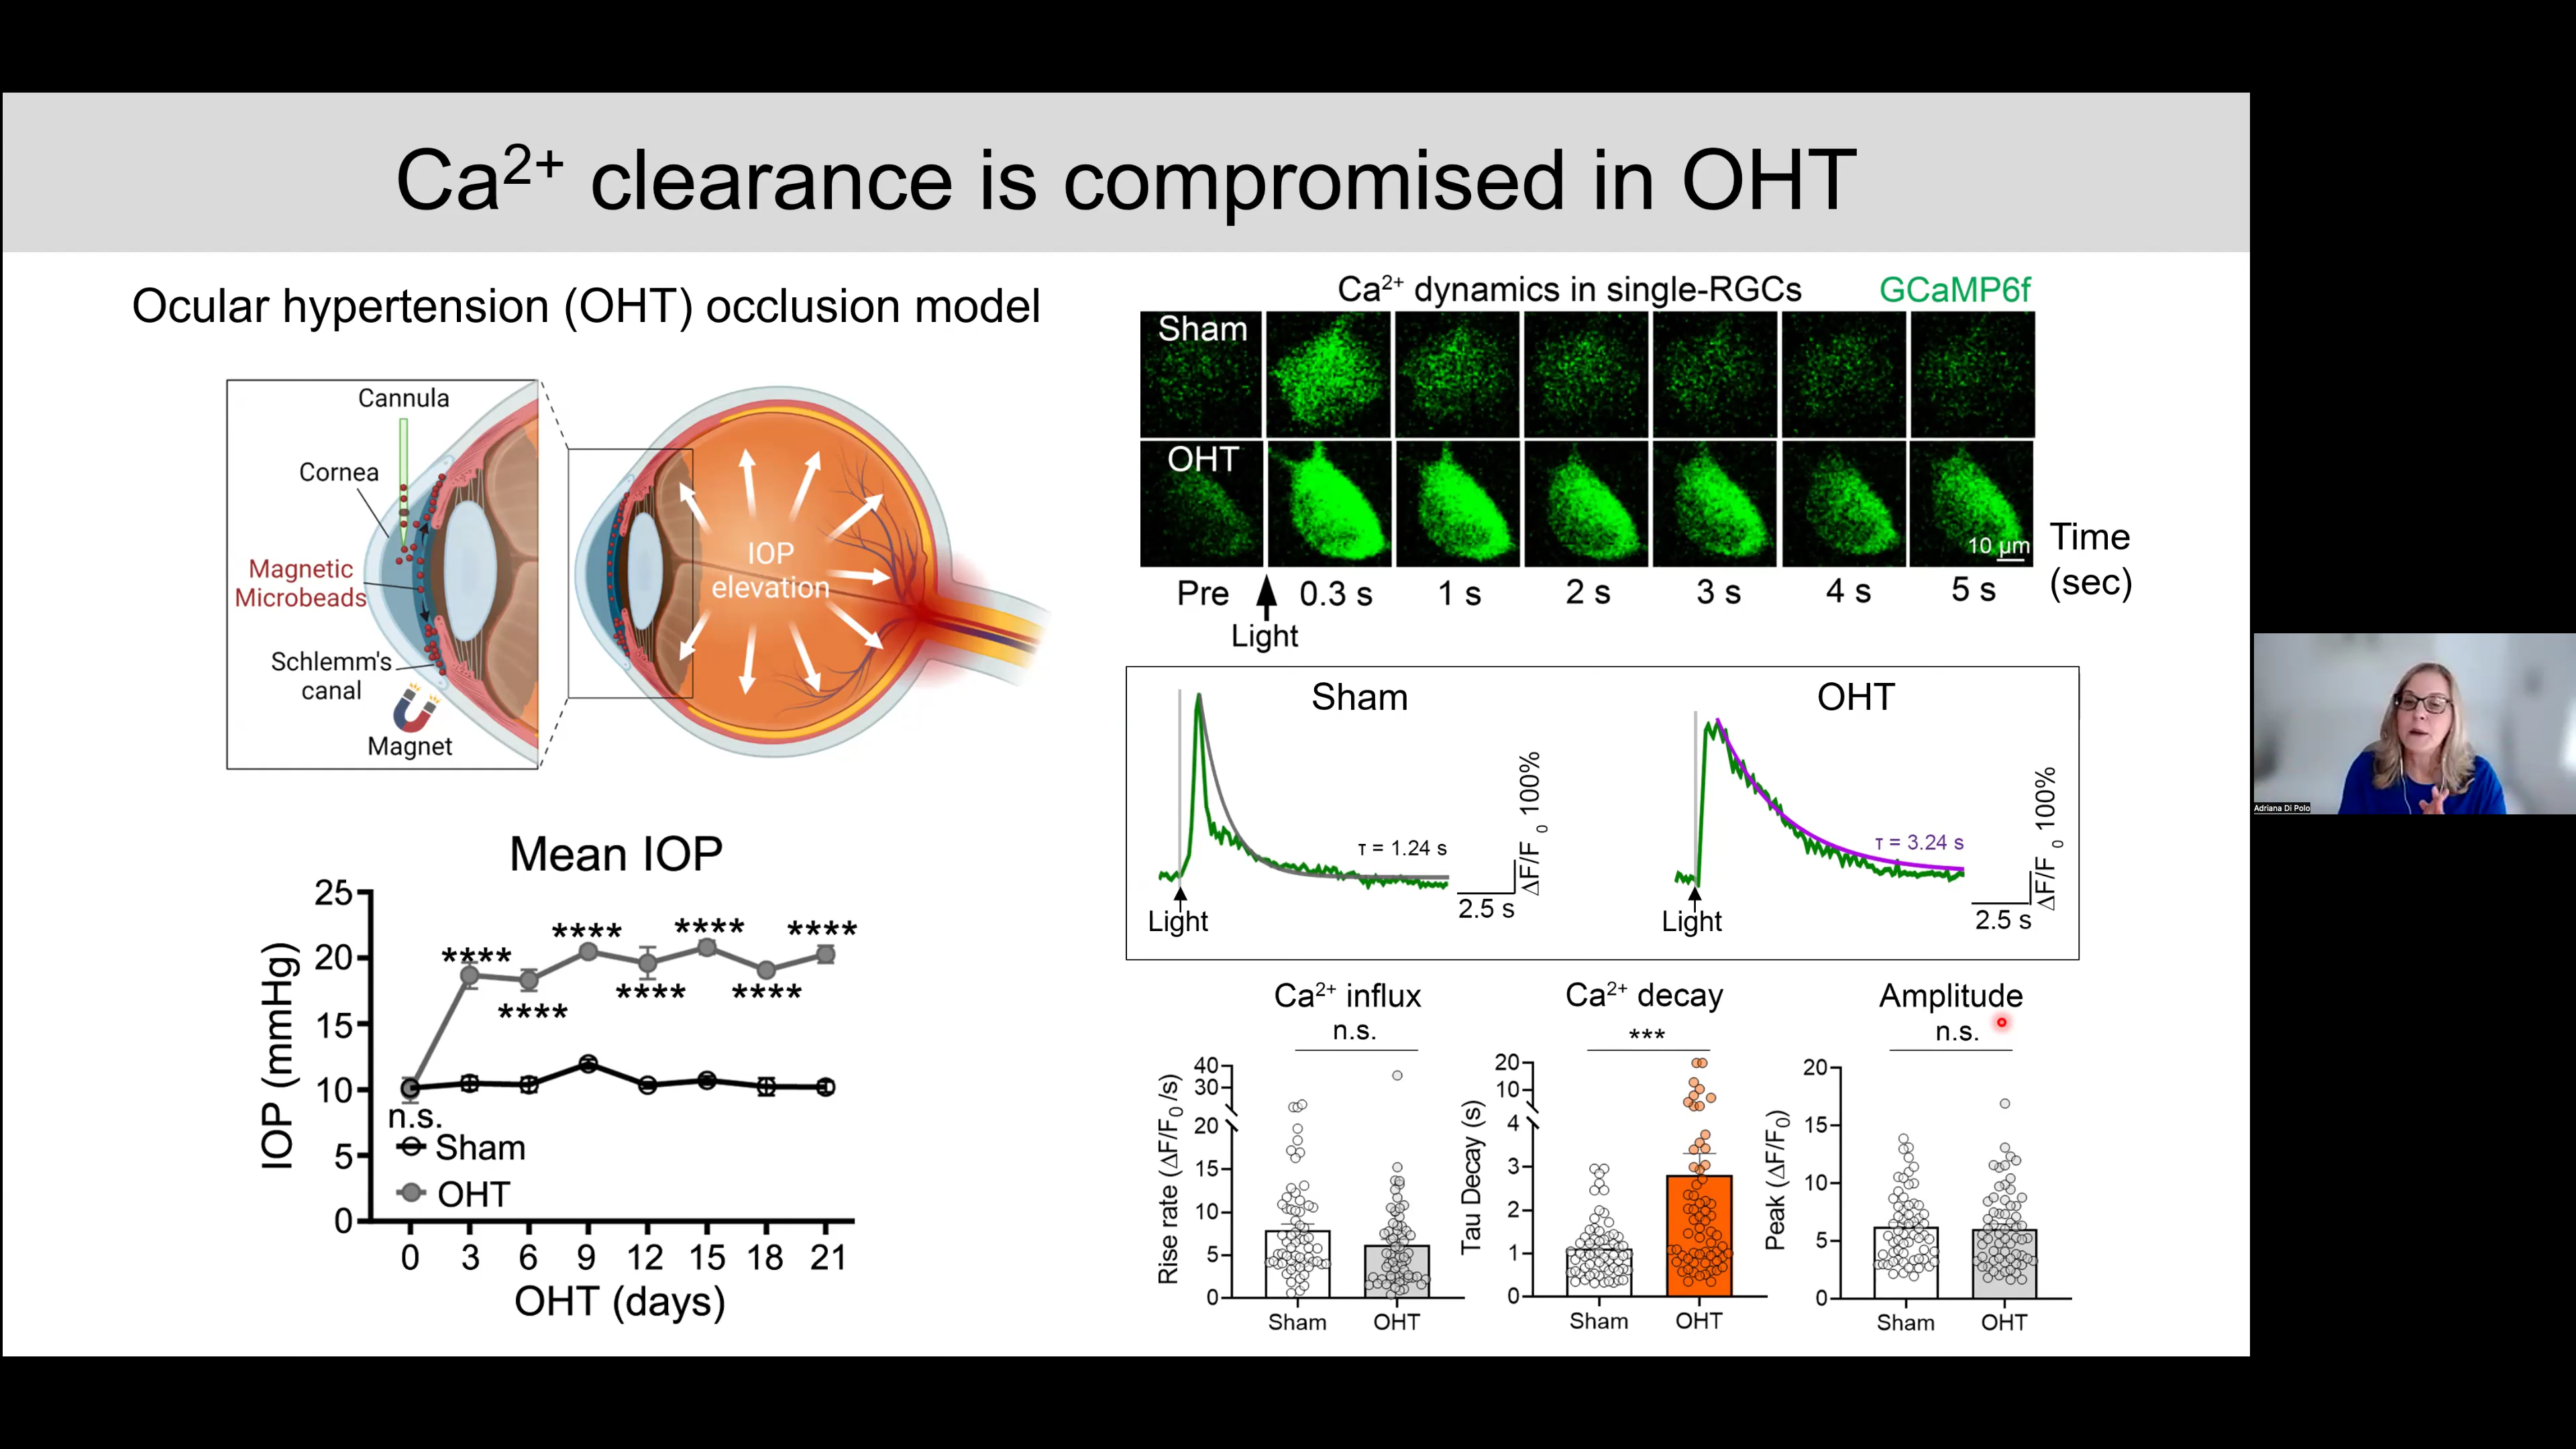 Ca²⁺ clearance is compromised in OHT
Ocular hypertension (OHT) occlusion model
Cannula
Cornea
Magnetic
Microbeads
Schlemm's
canal
Magnet
IOP
elevation
Mean IOP
IOP (mmHg)
25
20
15
10
5
0
****
****
****
****
****
****
****
n.s.
Sham
OHT
0 3 6 9 12 15 18 21
OHT (days)
Ca²⁺ dynamics in single-RGCs GCaMP6f
Sham
OHT
10 µm
Time
(sec)
Pre 0.3 s 1 s 2 s 3 s 4 s 5 s
Light
Sham
τ = 1.24 s
ΔF/F₀ 100%
2.5 s
Light
OHT
τ = 3.24 s
ΔF/F₀ 100%
2.5 s
Light
Ca²⁺ influx
n.s.
Rise rate (ΔF/F₀/s)
40
30
20
15
10
5
0
Sham OHT
Ca²⁺ decay
***
Tau Decay (s)
20
10
4
3
2
1
0
Sham OHT
Amplitude
n.s.
Peak (ΔF/F₀)
20
15
10
5
0
Sham OHT
Adriana Di Polo